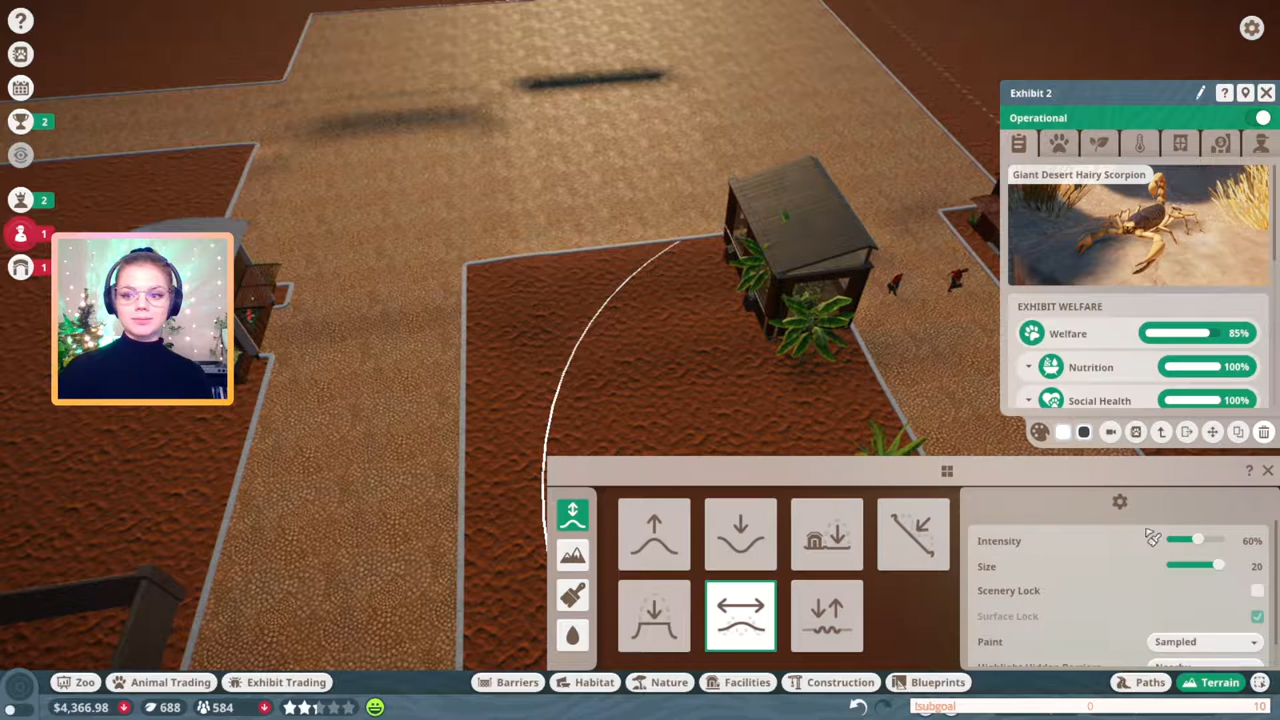 ?
2
2
1
1
Exhibit 2
?
Operational
Giant Desert Hairy Scorpion
EXHIBIT WELFARE
Welfare
85%
Nutrition
100%
Social Health
100%
?
Intensity
60%
Size
20
Scenery Lock
Surface Lock
Paint
Sampled
Zoo
Animal Trading
Exhibit Trading
Barriers
Habitat
Nature
Facilities
Construction
Blueprints
Paths
Terrain
$4,366.98
688
584
!subgoal
0
10